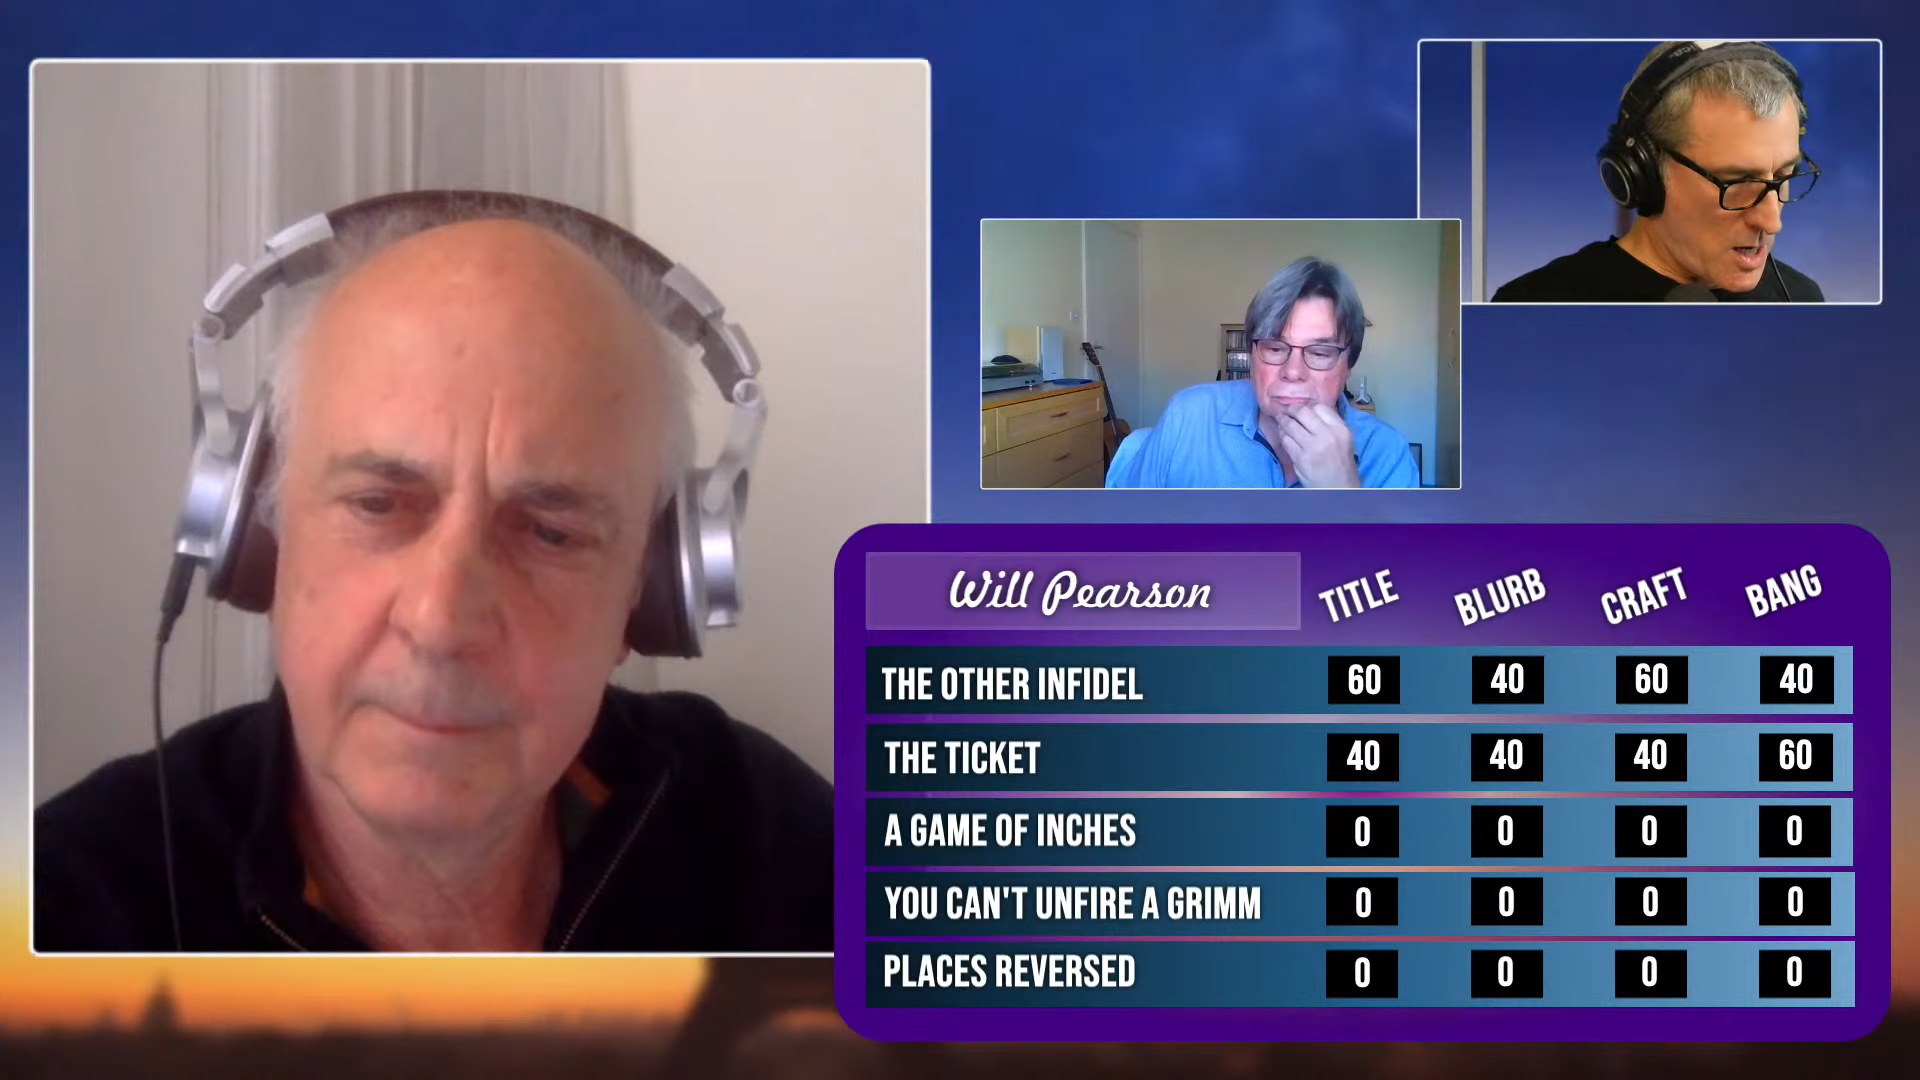 Will Pearson TITLE BLURB CRAFT BANG
THE OTHER INFIDEL 60 40 60 40
THE TICKET 40 40 40 60
A GAME OF INCHES 0 0 0 0
YOU CAN'T UNFIRE A GRIMM 0 0 0 0
PLACES REVERSED 0 0 0 0